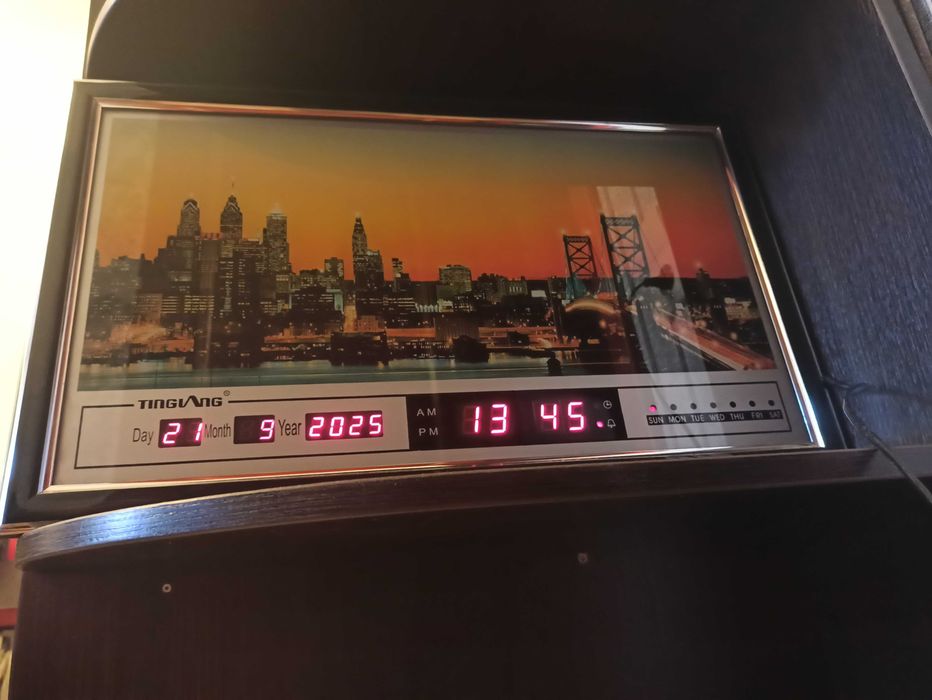 TINGLANG®
Day 21 Month 9 Year 2025
AM
PM
13 45
SUN MON TUE WED THU FRI SAT